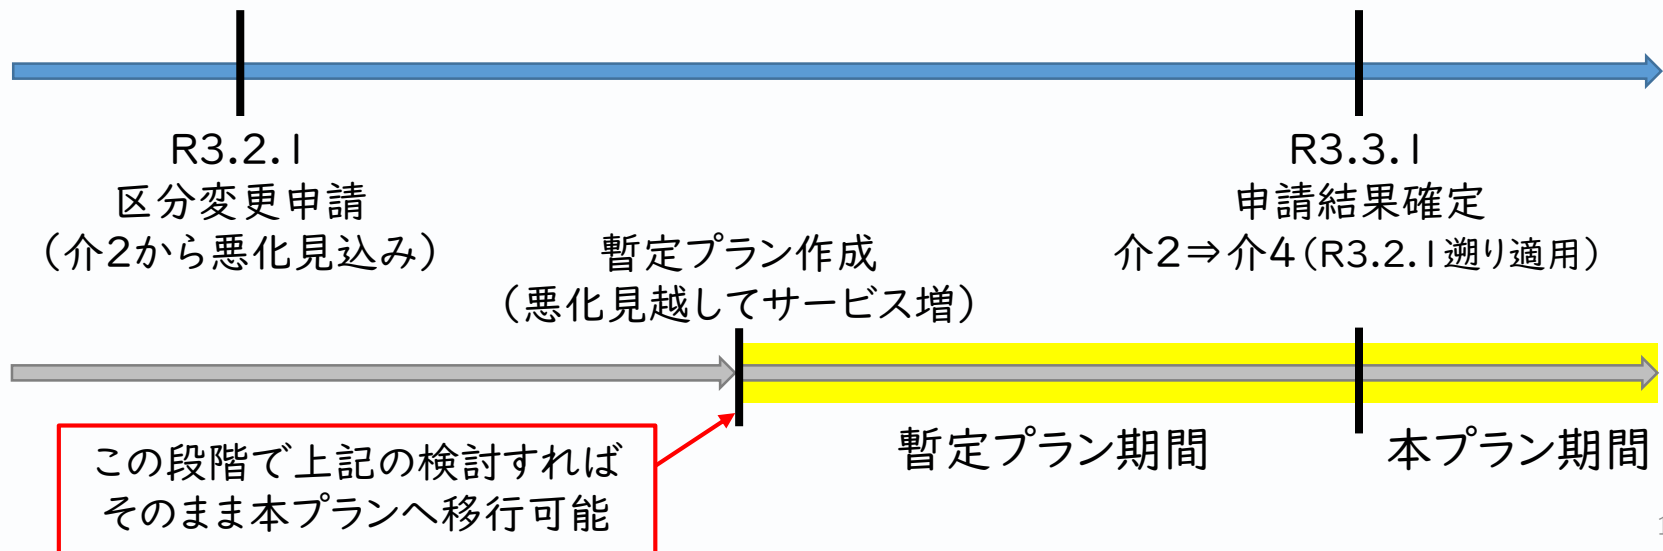 R3.2.1
区分変更申請
（介2から悪化見込み）
R3.3.1
申請結果確定
介2⇒介4（R3.2.1遡り適用）
暫定プラン作成
（悪化見越してサービス増）
暫定プラン期間
本プラン期間
この段階で上記の検討すれば
そのまま本プランへ移行可能